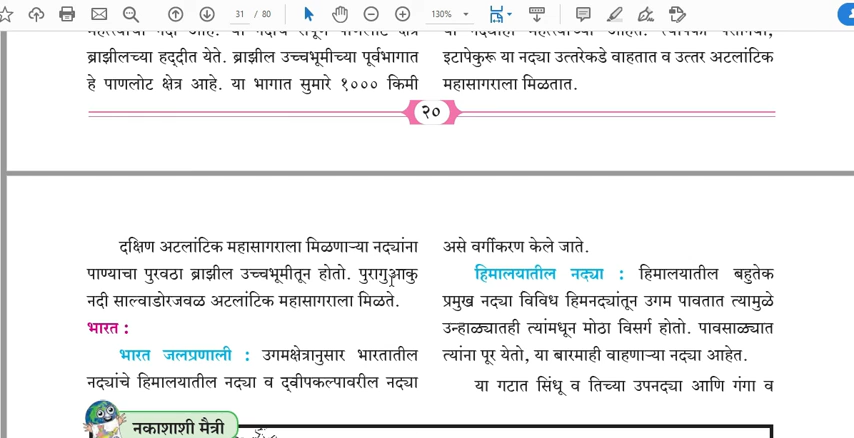 31 / 80
130%
ब्राझीलच्या हद्दीत येते. ब्राझील उच्चभूमीच्या पूर्वभागात
हे पाणलोट क्षेत्र आहे. या भागात सुमारे १००० किमी
इटापेकुरू या नद्या उत्तरेकडे वाहतात व उत्तर अटलांटिक
महासागराला मिळतात.
२०
दक्षिण अटलांटिक महासागराला मिळणाऱ्या नद्यांना
पाण्याचा पुरवठा ब्राझील उच्चभूमीतून होतो. पुरागुआकु
नदी साल्वाडोरजवळ अटलांटिक महासागराला मिळते.
भारत :
भारत जलप्रणाली : उगमक्षेत्रानुसार भारतातील
नद्यांचे हिमालयातील नद्या व द्वीपकल्पावरील नद्या
असे वर्गीकरण केले जाते.
हिमालयातील नद्या : हिमालयातील बहुतेक
प्रमुख नद्या विविध हिमनद्यांतून उगम पावतात त्यामुळे
उन्हाळ्यातही त्यांमधून मोठा विसर्ग होतो. पावसाळ्यात
त्यांना पूर येतो, या बारमाही वाहणाऱ्या नद्या आहेत.
या गटात सिंधू व तिच्या उपनद्या आणि गंगा व
नकाशाशी मैत्री